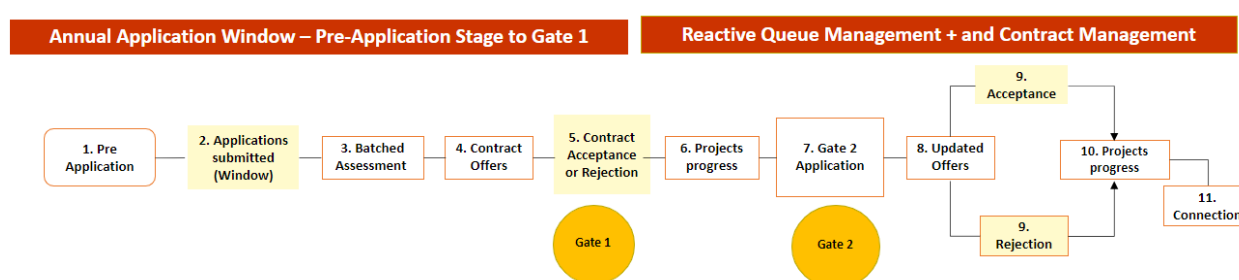 Annual Application Window – Pre-Application Stage to Gate 1
Reactive Queue Management + and Contract Management
1. Pre
Application
2. Applications
submitted
(Window)
3. Batched
Assessment
4. Contract
Offers
5. Contract
Acceptance
or Rejection
6. Projects
progress
7. Gate 2
Application
8. Updated
Offers
9.
Acceptance
9.
Rejection
10. Projects
progress
11.
Connection
Gate 1
Gate 2